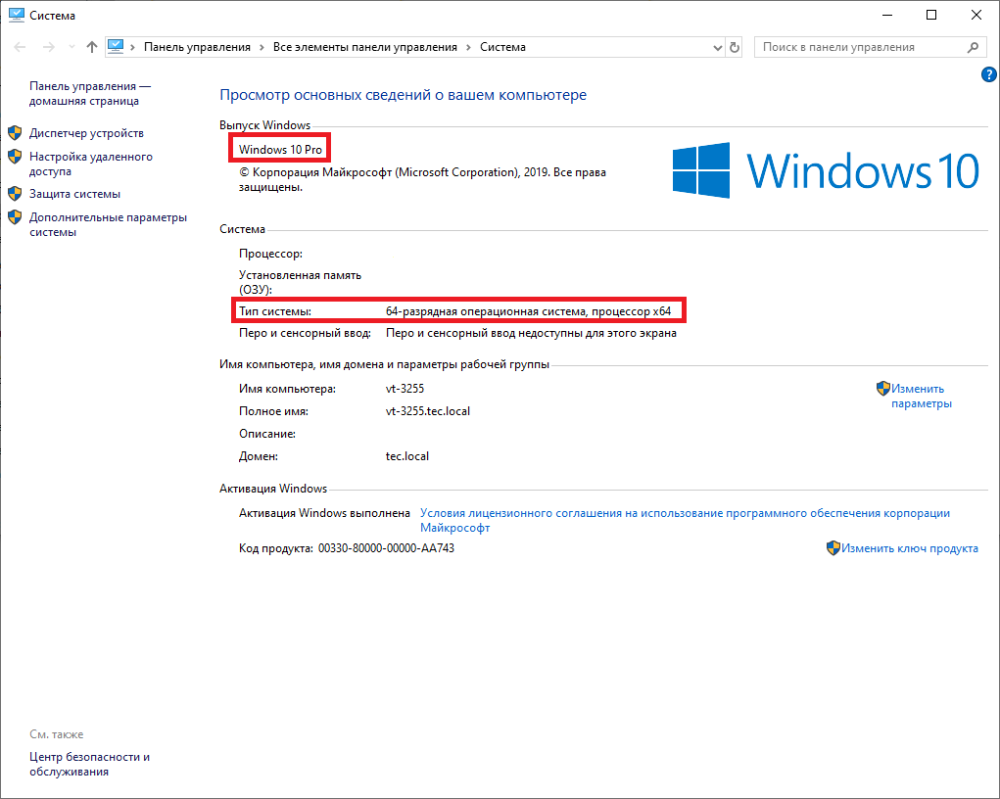 Система
Панель управления
Все элементы панели управления
Система
Поиск в панели управления
?
Панель управления —
домашняя страница
Диспетчер устройств
Настройка удаленного
доступа
Защита системы
Дополнительные параметры
системы
Просмотр основных сведений о вашем компьютере
Выпуск Windows
Windows 10 Pro
© Корпорация Майкрософт (Microsoft Corporation), 2019. Все права
защищены.
Windows 10
Система
Процессор:
Установленная память
(ОЗУ):
Тип системы: 64-разрядная операционная система, процессор x64
Перо и сенсорный ввод: Перо и сенсорный ввод недоступны для этого экрана
Имя компьютера, имя домена и параметры рабочей группы
Имя компьютера: vt-3255
Изменить
параметры
Полное имя: vt-3255.tec.local
Описание:
Домен: tec.local
Активация Windows
Активация Windows выполнена Условия лицензионного соглашения на использование программного обеспечения корпорации
Майкрософт
Код продукта: 00330-80000-00000-AA743
Изменить ключ продукта
См. также
Центр безопасности и
обслуживания